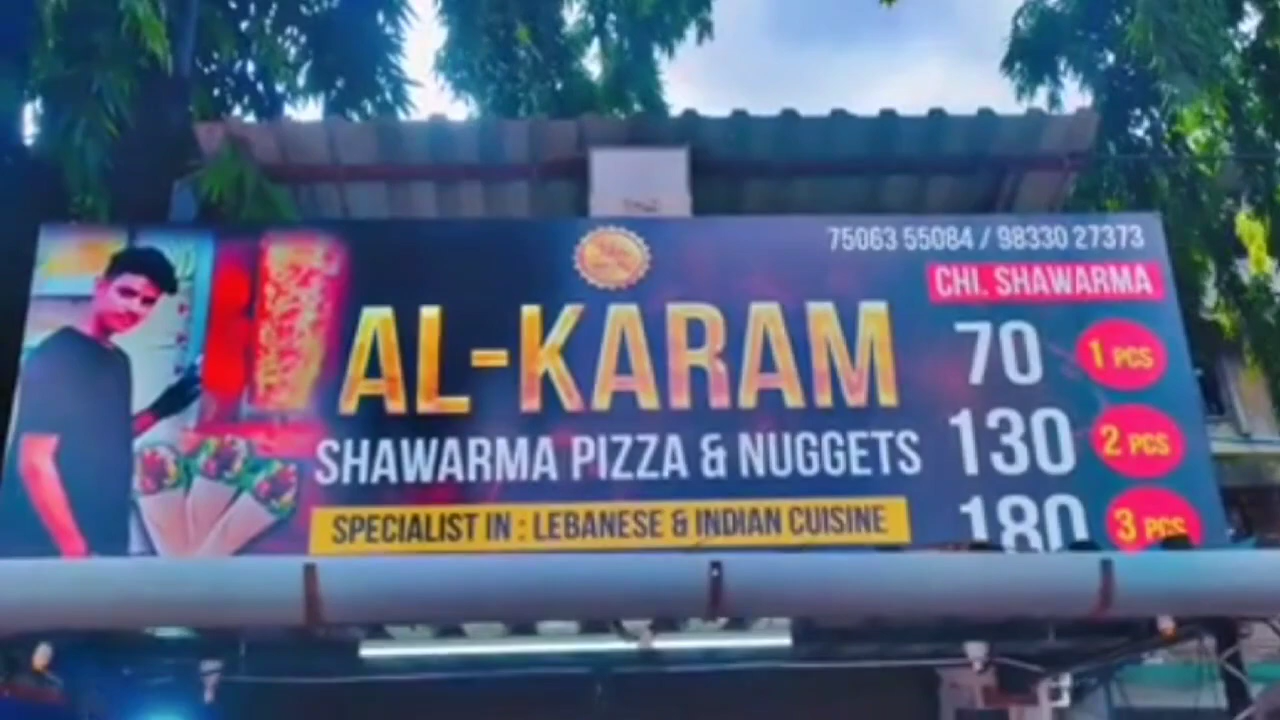 75063 55084 / 98330 27373
AL-KARAM
SHAWARMA PIZZA & NUGGETS
SPECIALIST IN : LEBANESE & INDIAN CUISINE
CHI. SHAWARMA
70 1 PCS
130 2 PCS
180 3 PCS